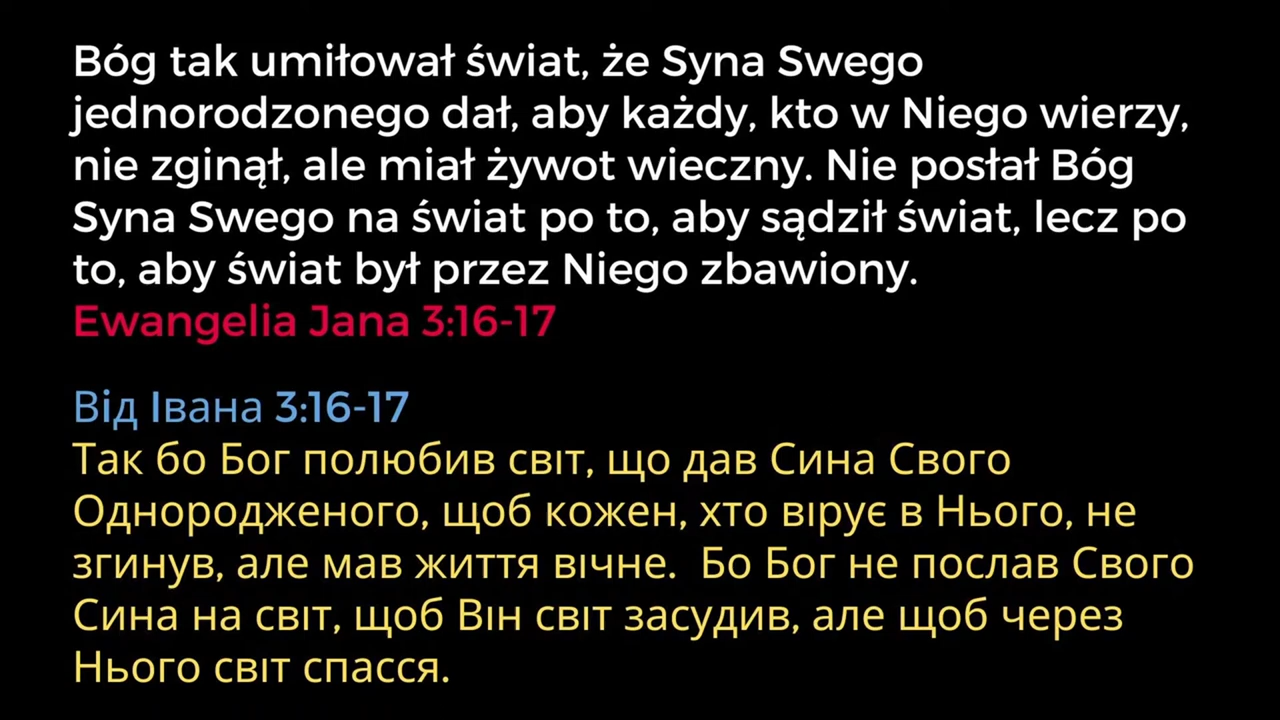 Bóg tak umiłował świat, że Syna Swego
jednorodzonego dał, aby każdy, kto w Niego wierzy,
nie zginął, ale miał żywot wieczny. Nie posłał Bóg
Syna Swego na świat po to, aby sądził świat, lecz po
to, aby świat był przez Niego zbawiony.
Ewangelia Jana 3:16-17
Від Івана 3:16-17
Так бо Бог полюбив світ, що дав Сина Свого
Однородженого, щоб кожен, хто вірує в Нього, не
згинув, але мав життя вічне.  Бо Бог не послав Свого
Сина на світ, щоб Він світ засудив, але щоб через
Нього світ спасся.